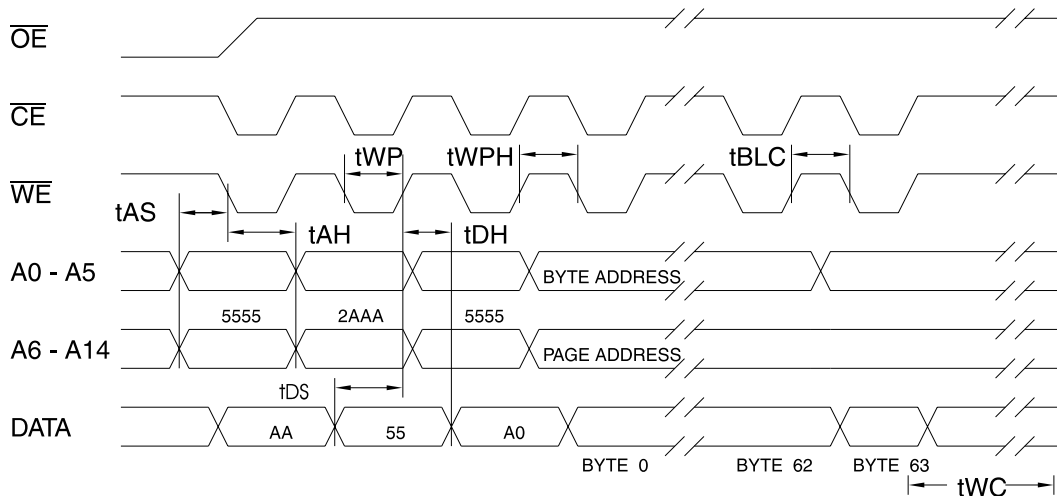 OE
CE
tWP tWPH tBLC
WE
tAS tAH tDH
A0 - A5 BYTE ADDRESS
5555 2AAA 5555
A6 - A14 PAGE ADDRESS
tDS
DATA AA 55 A0
BYTE 0 BYTE 62 BYTE 63
tWC